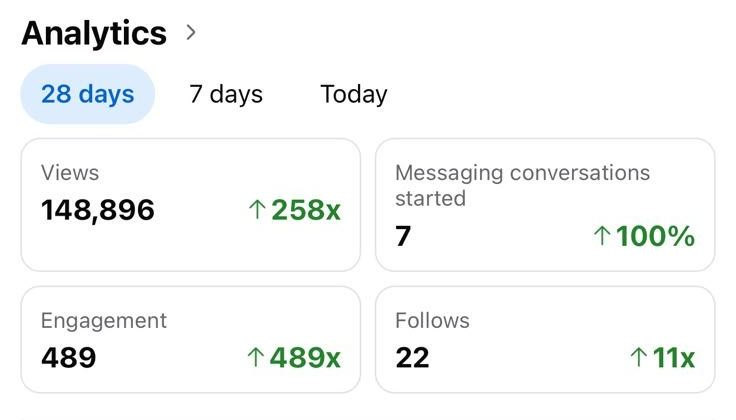 Analytics >
28 days 7 days Today
Views
148,896 ↑258x
Messaging conversations
started
7 ↑100%
Engagement
489 ↑489x
Follows
22 ↑11x